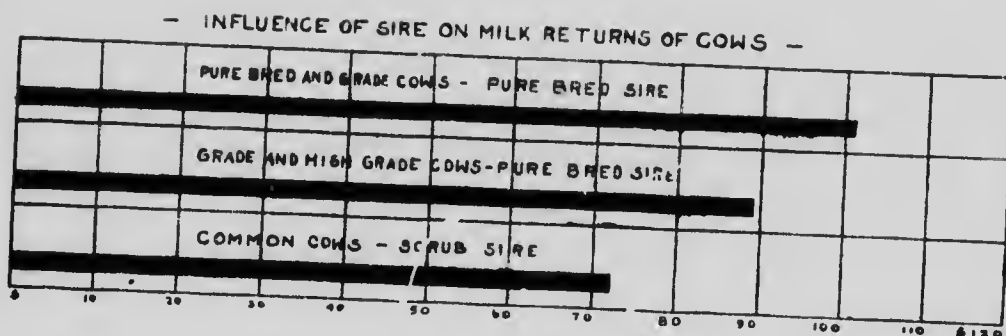 - INFLUENCE OF SIRE ON MILK RETURNS OF COWS -
PURE BRED AND GRADE COWS - PURE BRED SIRE
GRADE AND HIGH GRADE COWS-PURE BRED SIRE
COMMON COWS - SCRUB SIRE
$ 10 20 30 40 50 60 70 80 90 100 110 $120